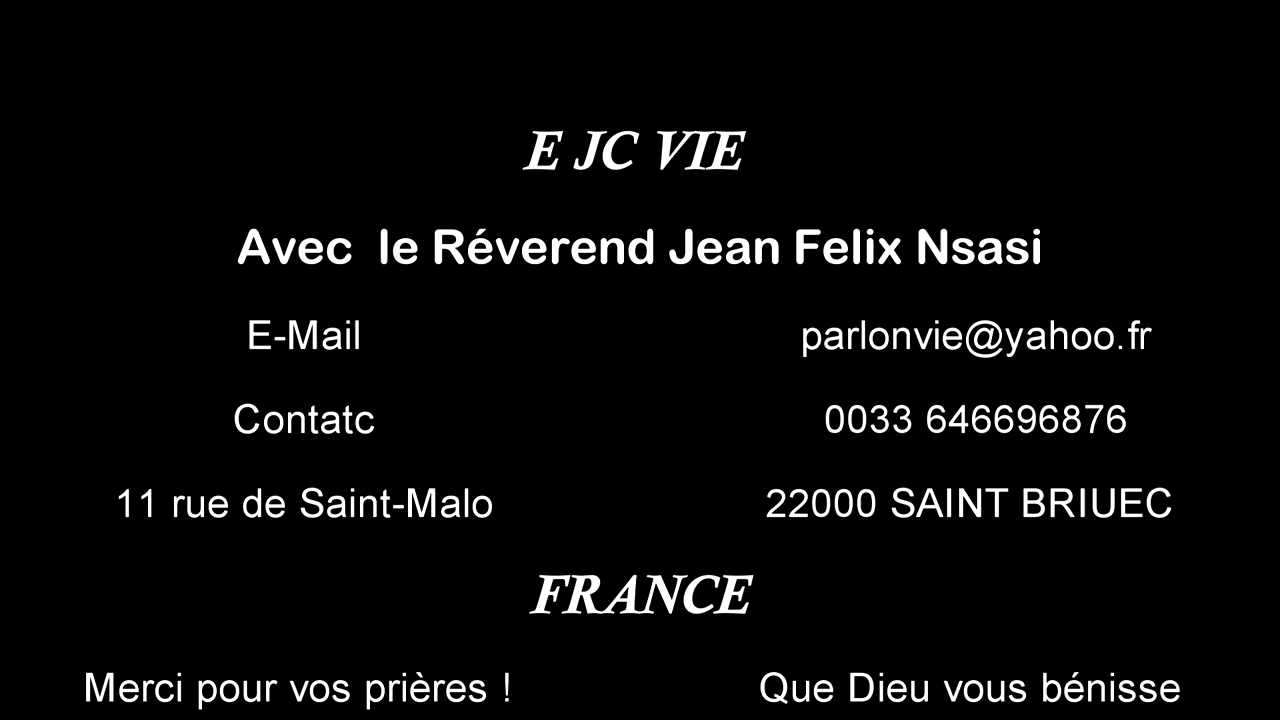 E JC VIE
Avec le Réverend Jean Felix Nsasi
E-Mail parlonvie@yahoo.fr
Contatc 0033 646696876
11 rue de Saint-Malo 22000 SAINT BRIUEC
FRANCE
Merci pour vos prières ! Que Dieu vous bénisse